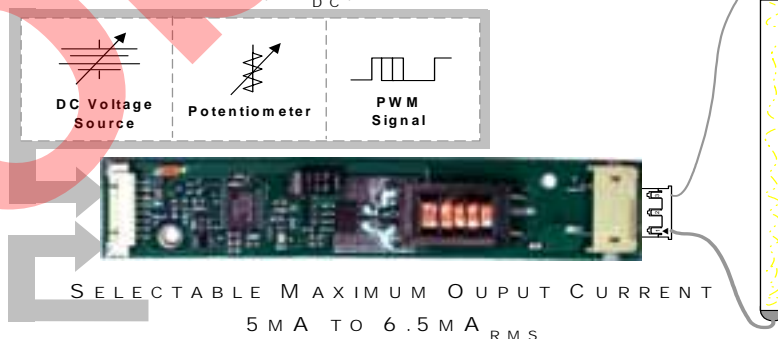 DC
DC Voltage
Source
Potentiometer
PWM
Signal
SELECTABLE MAXIMUM OUPUT CURRENT
5MA TO 6.5MA RMS